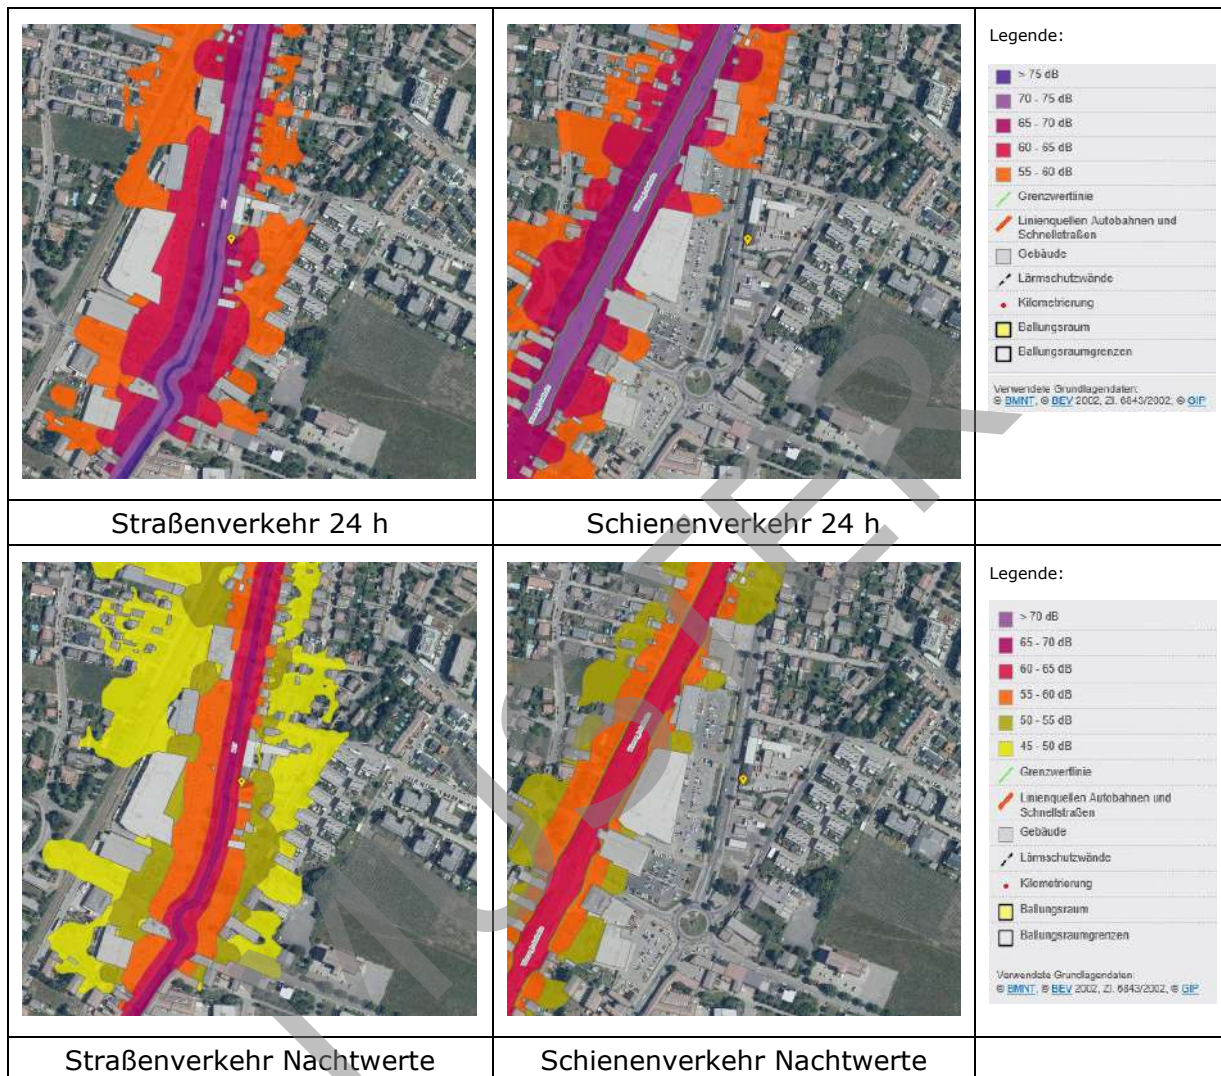 Legende:
> 75 dB
70 - 75 dB
65 - 70 dB
60 - 65 dB
55 - 60 dB
Grenzwertlinie
Linienquellen Autobahnen und
Schnellstraßen
Gebäude
Lärmschutzwände
Kilometrierung
Ballungsraum
Ballungsraumgrenzen
Verwendete Grundlagendaten:
© BMNT, © BEV 2002, Zl. 6843/2002, © GIP
Straßenverkehr 24 h
Schienenverkehr 24 h
Legende:
> 70 dB
65 - 70 dB
60 - 65 dB
55 - 60 dB
50 - 55 dB
45 - 50 dB
Grenzwertlinie
Linienquellen Autobahnen und
Schnellstraßen
Gebäude
Lärmschutzwände
Kilometrierung
Ballungsraum
Ballungsraumgrenzen
Verwendete Grundlagendaten:
© BMNT, © BEV 2002, Zl. 6843/2002, © GIP
Straßenverkehr Nachtwerte
Schienenverkehr Nachtwerte
MUSTER